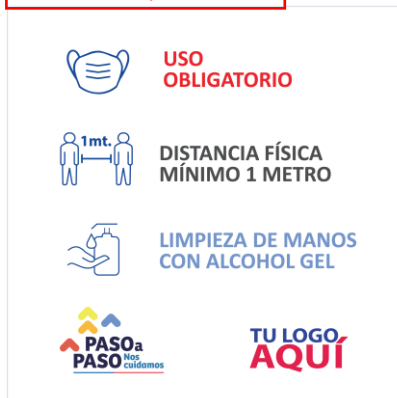 USO
OBLIGATORIO
1mt.
DISTANCIA FÍSICA
MÍNIMO 1 METRO
LIMPIEZA DE MANOS
CON ALCOHOL GEL
PASO a
PASO Nos
cuidamos
TU LOGO
AQUÍ